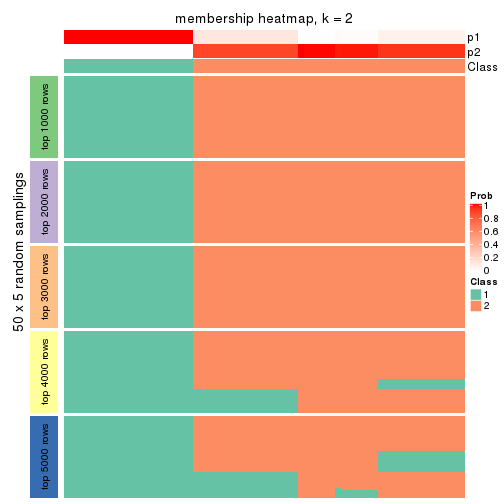 membership heatmap, k = 2
p1
p2
Class
50 x 5 random samplings
top 1000 rows
top 2000 rows
top 3000 rows
top 4000 rows
top 5000 rows
Prob
1
0.8
0.6
0.4
0.2
0
Class
1
2